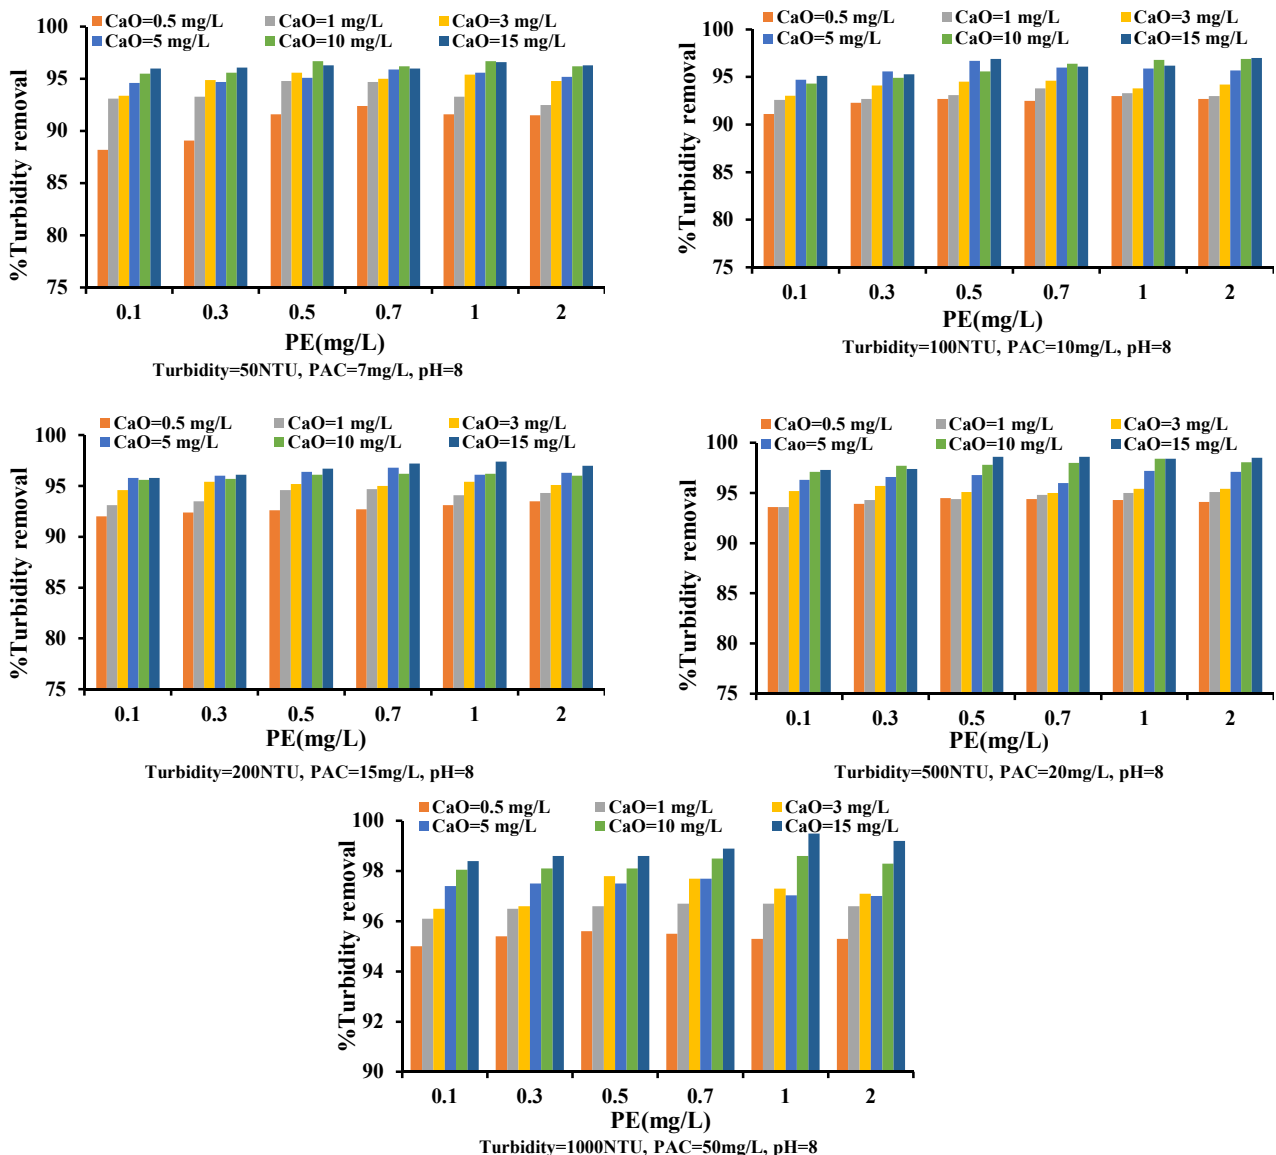 CaO=0.5 mg/L CaO=1 mg/L CaO=3 mg/L
CaO=5 mg/L CaO=10 mg/L CaO=15 mg/L
%Turbidity removal
100
95
90
85
80
75
0.1 0.3 0.5 0.7 1 2
PE(mg/L)
Turbidity=50NTU, PAC=7mg/L, pH=8
CaO=0.5 mg/L CaO=1 mg/L CaO=3 mg/L
CaO=5 mg/L CaO=10 mg/L CaO=15 mg/L
%Turbidity removal
100
95
90
85
80
75
0.1 0.3 0.5 0.7 1 2
PE(mg/L)
Turbidity=100NTU, PAC=10mg/L, pH=8
CaO=0.5 mg/L CaO=1 mg/L CaO=3 mg/L
CaO=5 mg/L CaO=10 mg/L CaO=15 mg/L
%Turbidity removal
100
95
90
85
80
75
0.1 0.3 0.5 0.7 1 2
PE(mg/L)
Turbidity=200NTU, PAC=15mg/L, pH=8
CaO=0.5 mg/L CaO=1 mg/L CaO=3 mg/L
Cao=5 mg/L CaO=10 mg/L CaO=15 mg/L
%Turbidity removal
100
95
90
85
80
75
0.1 0.3 0.5 0.7 1 2
PE(mg/L)
Turbidity=500NTU, PAC=20mg/L, pH=8
CaO=0.5 mg/L CaO=1 mg/L CaO=3 mg/L
CaO=5 mg/L CaO=10 mg/L CaO=15 mg/L
%Turbidity removal
100
98
96
94
92
90
0.1 0.3 0.5 0.7 1 2
PE(mg/L)
Turbidity=1000NTU, PAC=50mg/L, pH=8